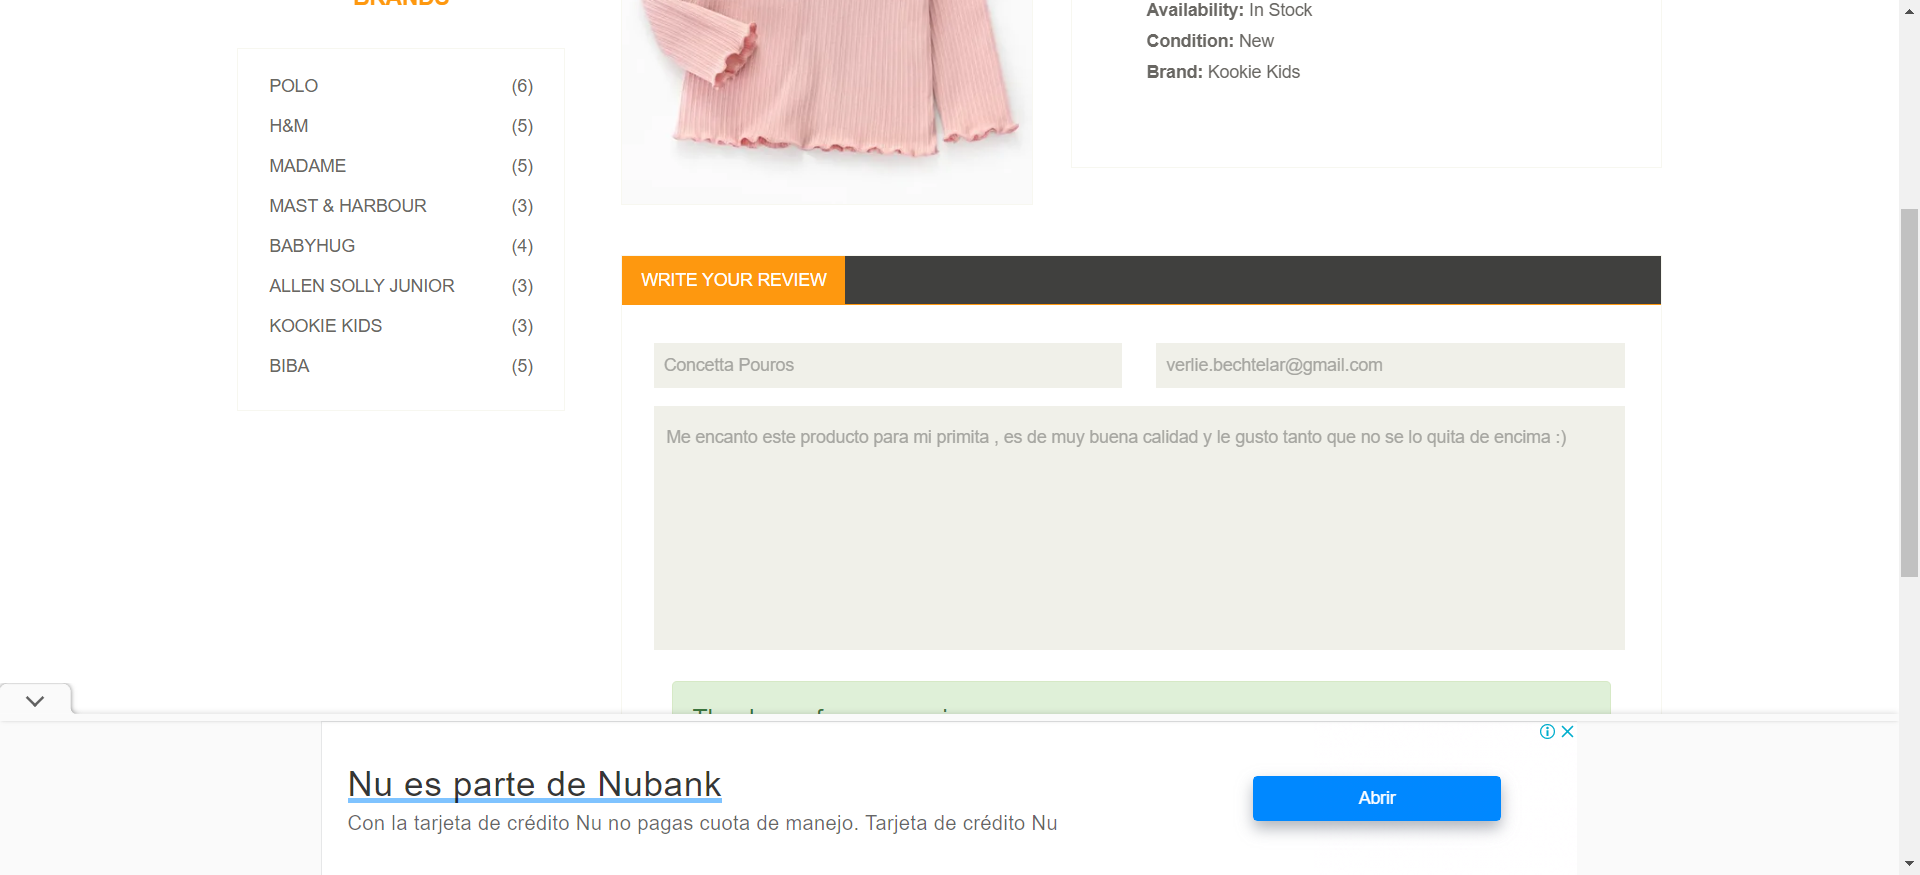 BRANDS
POLO (6)
H&M (5)
MADAME (5)
MAST & HARBOUR (3)
BABYHUG (4)
ALLEN SOLLY JUNIOR (3)
KOOKIE KIDS (3)
BIBA (5)
Availability: In Stock
Condition: New
Brand: Kookie Kids
WRITE YOUR REVIEW
Concetta Pouros
verlie.bechtelar@gmail.com
Me encanto este producto para mi primita , es de muy buena calidad y le gusto tanto que no se lo quita de encima :)
Nu es parte de Nubank
Con la tarjeta de crédito Nu no pagas cuota de manejo. Tarjeta de crédito Nu
Abrir